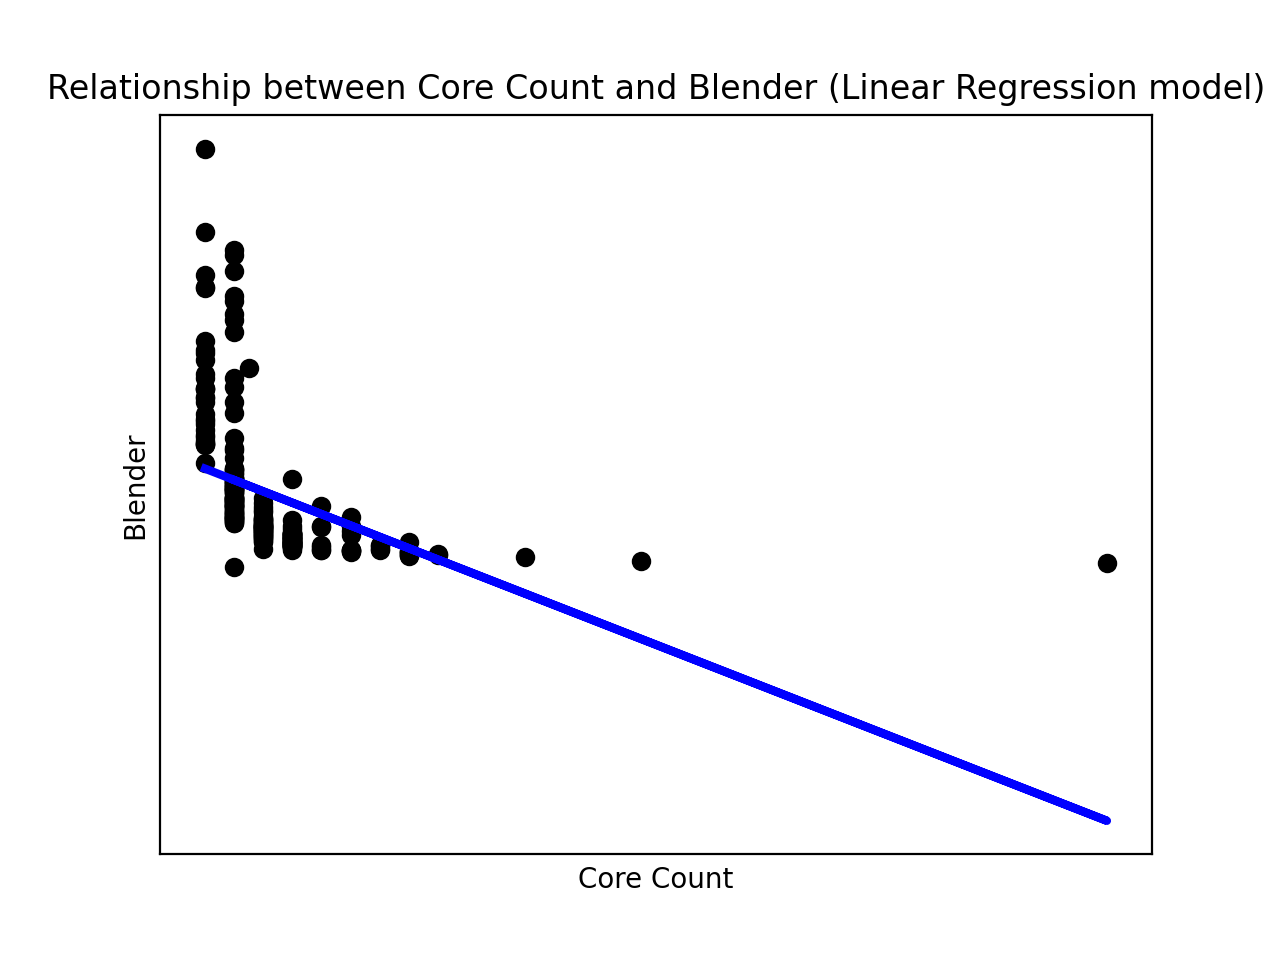 Relationship between Core Count and Blender (Linear Regression model)
Blender
Core Count